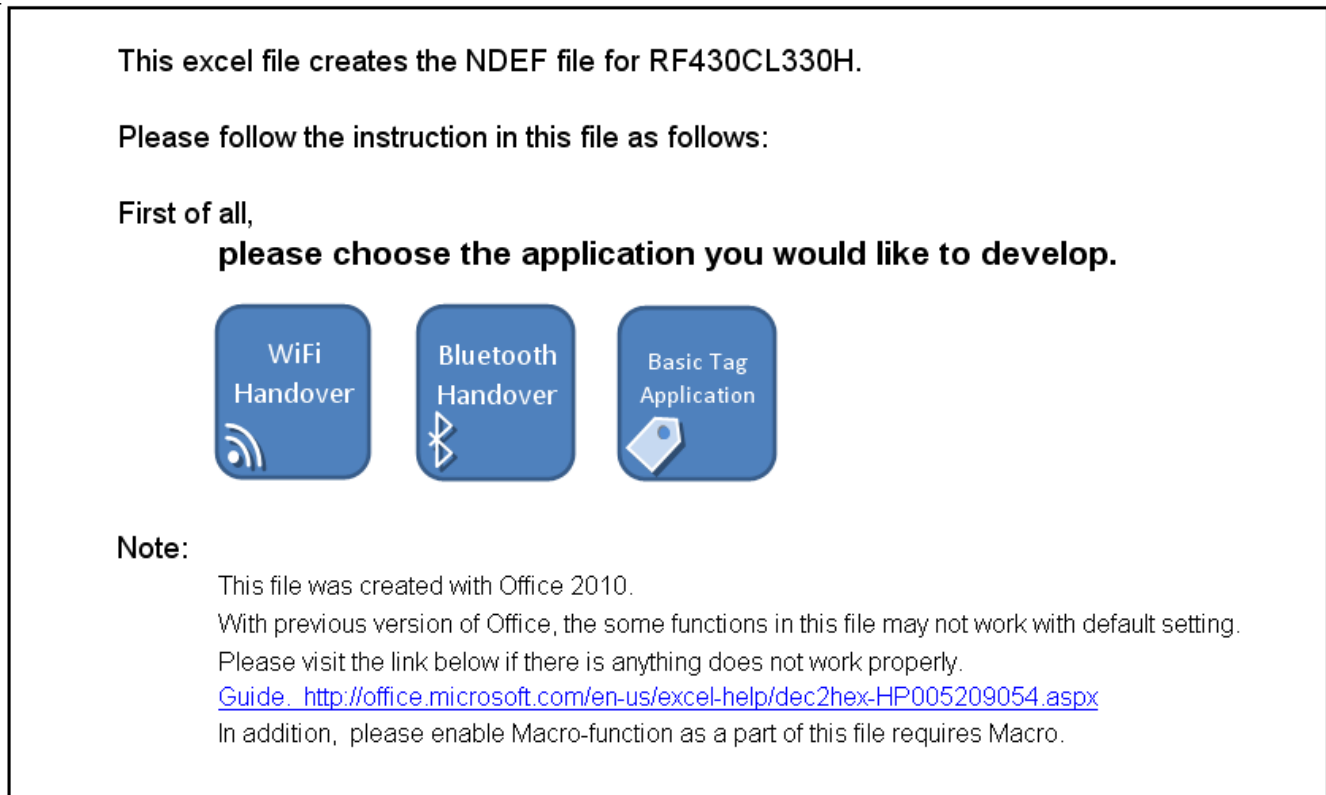 This excel file creates the NDEF file for RF430CL330H.
Please follow the instruction in this file as follows:
First of all,
please choose the application you would like to develop.
WiFi
Handover
Bluetooth
Handover
Basic Tag
Application
Note:
This file was created with Office 2010.
With previous version of Office, the some functions in this file may not work with default setting.
Please visit the link below if there is anything does not work properly.
Guide. http://office.microsoft.com/en-us/excel-help/dec2hex-HP005209054.aspx
In addition, please enable Macro-function as a part of this file requires Macro.